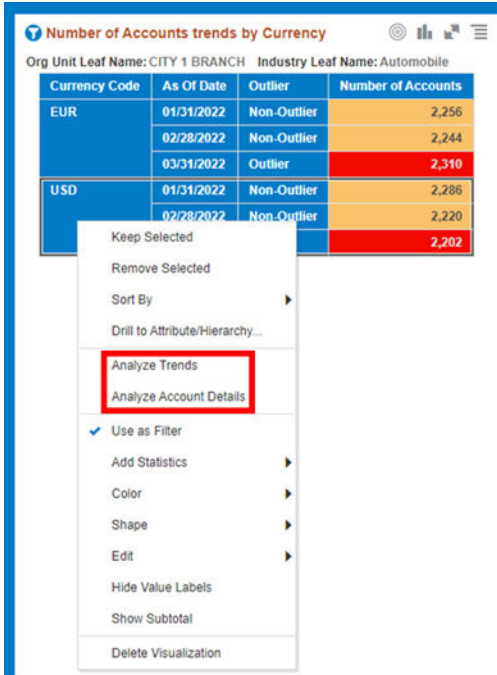 Number of Accounts trends by Currency
Org Unit Leaf Name: CITY 1 BRANCH Industry Leaf Name: Automobile
Currency Code As Of Date Outlier Number of Accounts
EUR 01/31/2022 Non-Outlier 2,256
02/28/2022 Non-Outlier 2,244
03/31/2022 Outlier 2,310
USD 01/31/2022 Non-Outlier 2,286
02/28/2022 Non-Outlier 2,220
2,202
Keep Selected
Remove Selected
Sort By
Drill to Attribute/Hierarchy...
Analyze Trends
Analyze Account Details
Use as Filter
Add Statistics
Color
Shape
Edit
Hide Value Labels
Show Subtotal
Delete Visualization